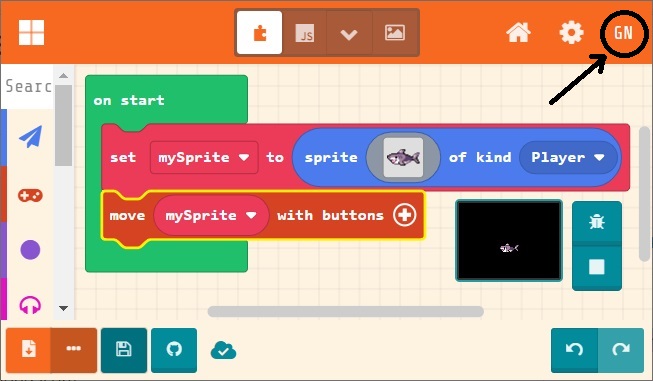 JS
GN
Searc
on start
set mySprite to sprite of kind Player
move mySprite with buttons